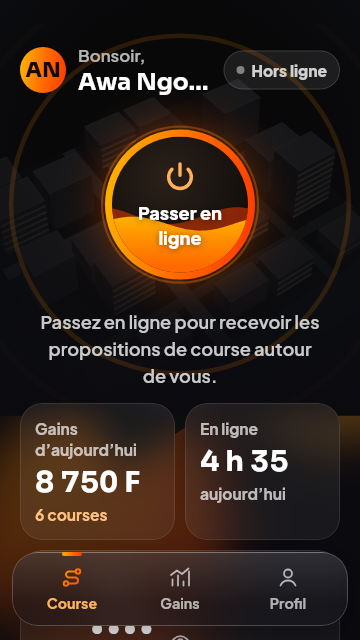 AN
Bonsoir,
Awa Ngo...
Hors ligne
Passer en
ligne
Passez en ligne pour recevoir les
propositions de course autour
de vous.
Gains
d’aujourd’hui
8 750 F
6 courses
En ligne
4 h 35
aujourd’hui
Course
Gains
Profil